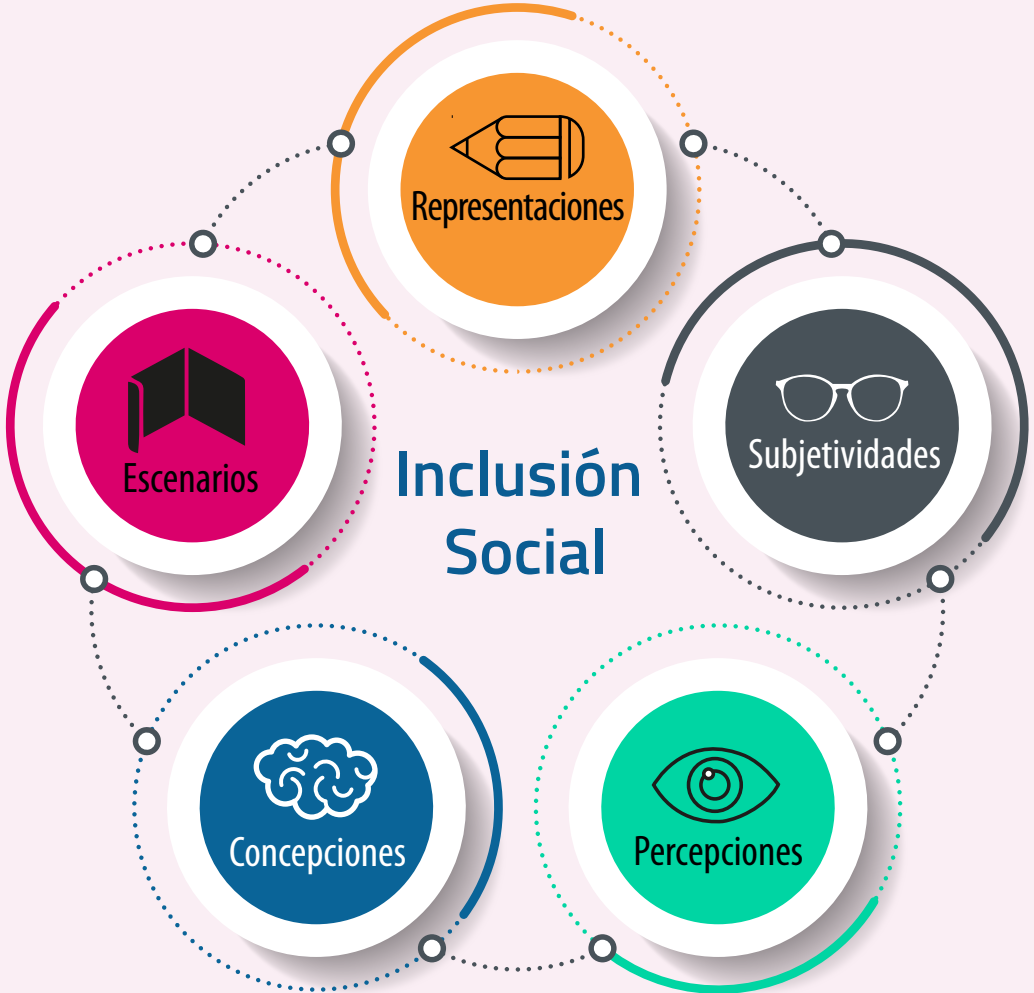 Representaciones
Escenarios
Subjetividades
Inclusión
Social
Concepciones
Percepciones